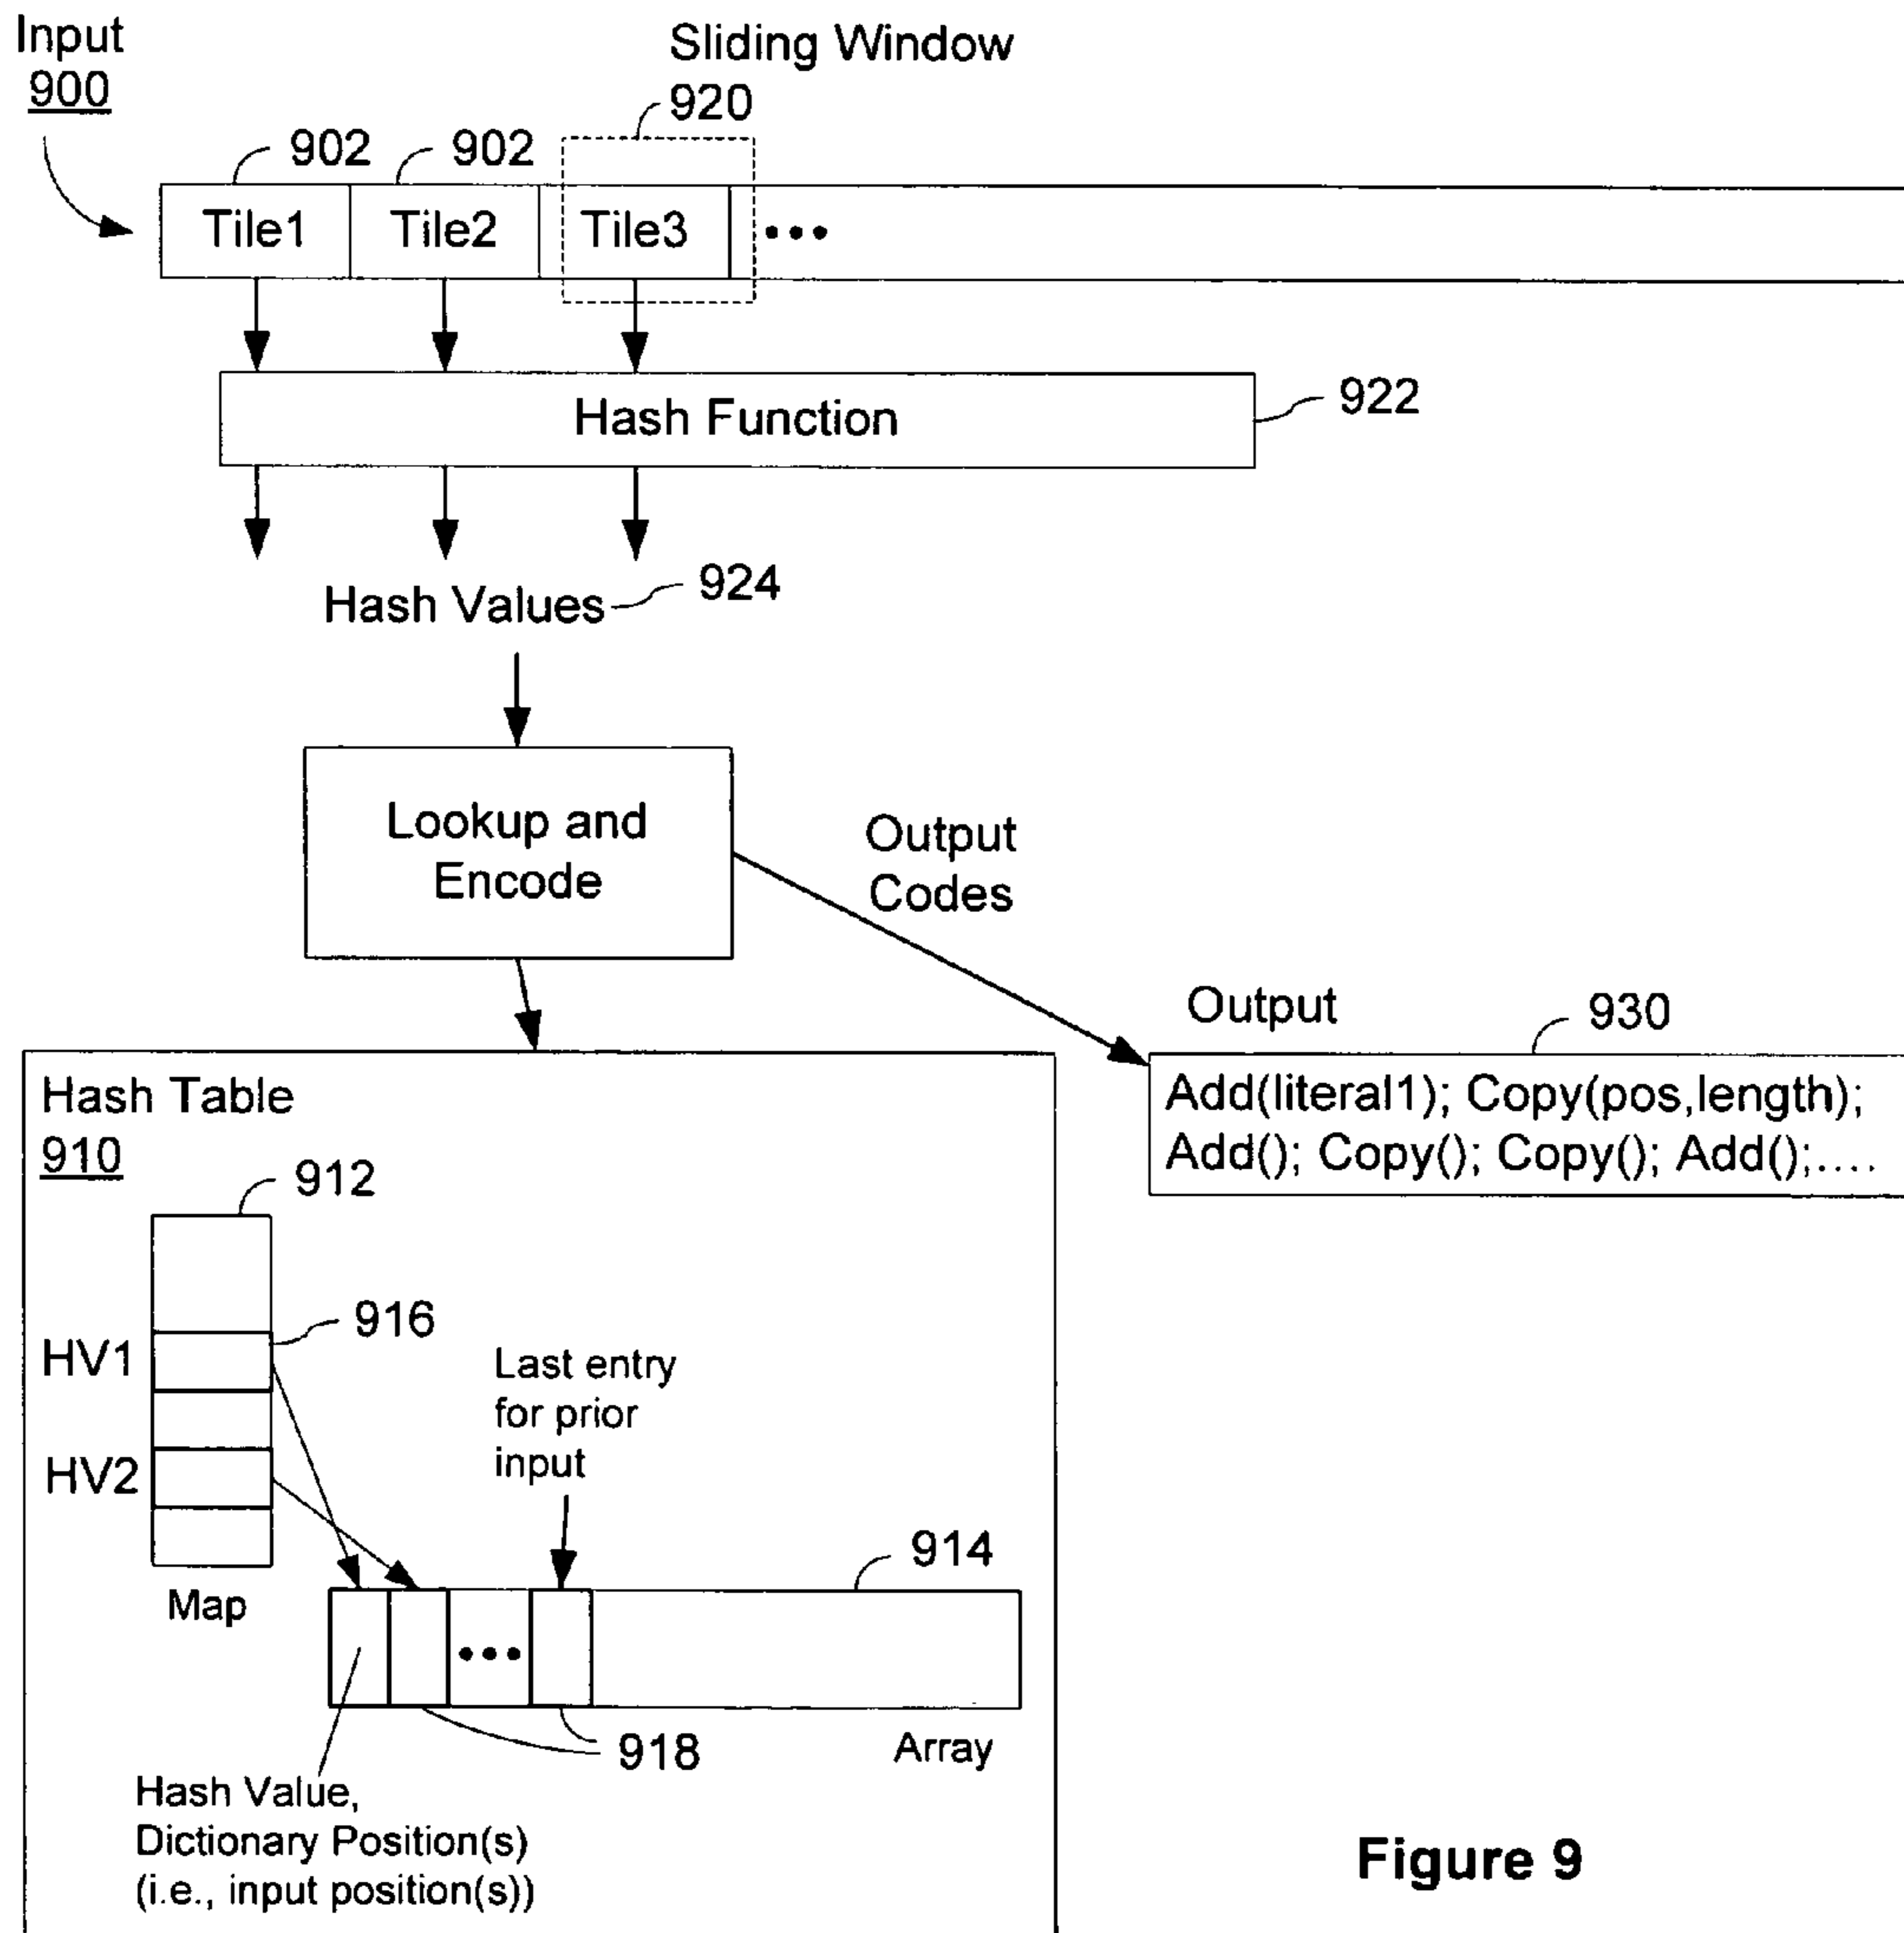 Input
900
Sliding Window
920
902
902
Tile1
Tile2
Tile3
•••
Hash Function
922
Hash Values
924
Lookup and
Encode
Output
Codes
Output
930
Add(literal1); Copy(pos,length);
Add(); Copy(); Copy(); Add();....
Hash Table
910
912
916
HV1
HV2
Map
Last entry
for prior
input
914
•••
918
Array
Hash Value,
Dictionary Position(s)
(i.e., input position(s))
Figure 9